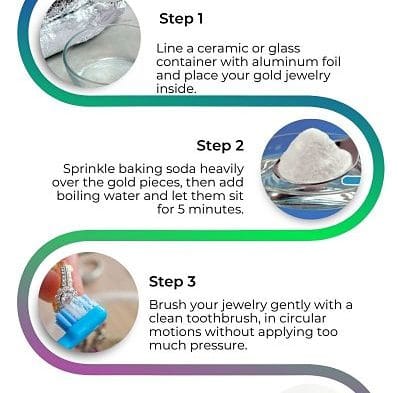 Step 1
Line a ceramic or glass
container with aluminum foil
and place your gold jewelry
inside.
Step 2
Sprinkle baking soda heavily
over the gold pieces, then add
boiling water and let them sit
for 5 minutes.
Step 3
Brush your jewelry gently with a
clean toothbrush, in circular
motions without applying too
much pressure.